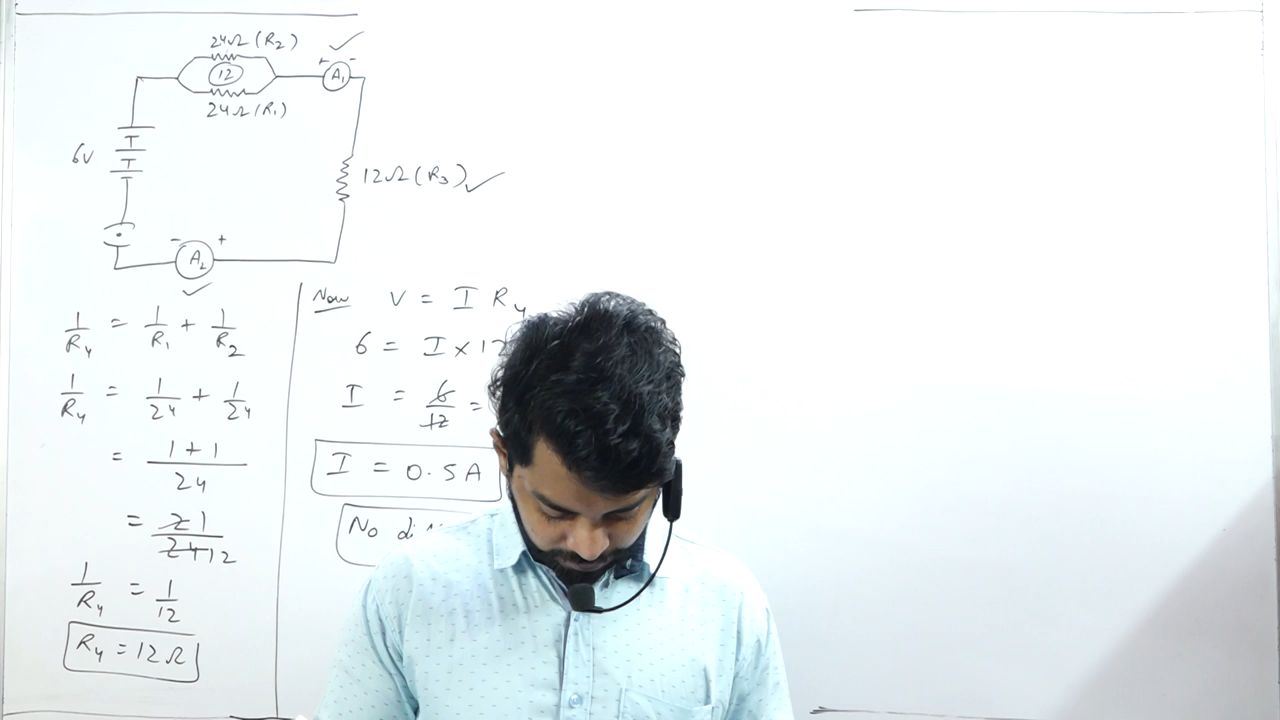 24Ω (R₂)
12
24Ω (R₁)
+ -
A₁
6V
12Ω (R₃)
- +
A₂
1/R₄ = 1/R₁ + 1/R₂
1/R₄ = 1/24 + 1/24
= 1+1/24
= 2 1/24 12
1/R₄ = 1/12
R₄ = 12Ω
Now V = I R₄
6 = I × 12
I = 6/12 =
I = 0.5A
No